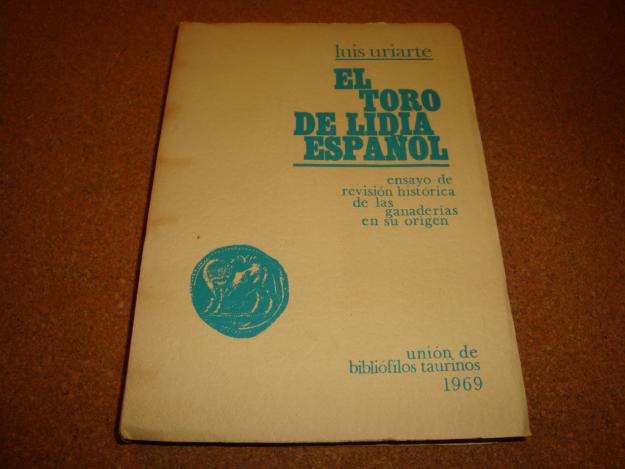 luis uriarte
EL
TORO
DE LIDIA
ESPAÑOL
ensayo de
revisión histórica
de las
ganaderías
en su origen
unión de
bibliófilos taurinos
1969